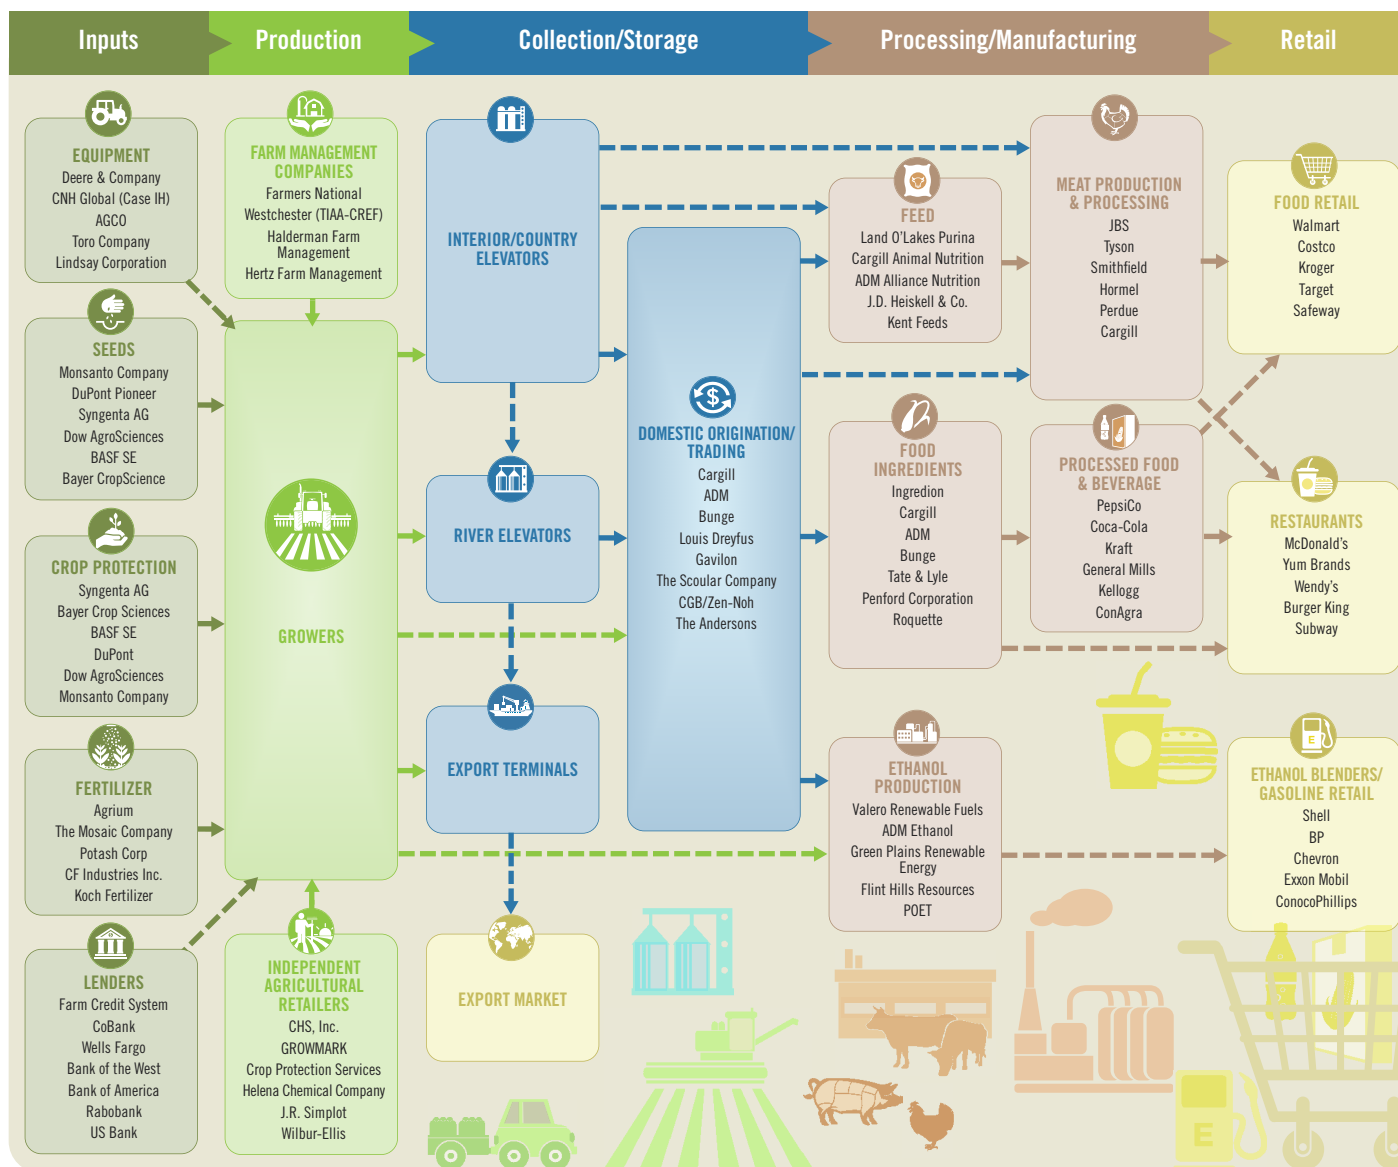 Inputs
Production
Collection/Storage
Processing/Manufacturing
Retail
EQUIPMENT
Deere & Company
CNH Global (Case IH)
AGCO
Toro Company
Lindsay Corporation
SEEDS
Monsanto Company
DuPont Pioneer
Syngenta AG
Dow AgroSciences
BASF SE
Bayer CropScience
CROP PROTECTION
Syngenta AG
Bayer Crop Sciences
BASF SE
DuPont
Dow AgroSciences
Monsanto Company
FERTILIZER
Agrium
The Mosaic Company
Potash Corp
CF Industries Inc.
Koch Fertilizer
LENDERS
Farm Credit System
CoBank
Wells Fargo
Bank of the West
Bank of America
Rabobank
US Bank
FARM MANAGEMENT
COMPANIES
Farmers National
Westchester (TIAA-CREF)
Halderman Farm
Management
Hertz Farm Management
GROWERS
INDEPENDENT
AGRICULTURAL
RETAILERS
CHS, Inc.
GROWMARK
Crop Protection Services
Helena Chemical Company
J.R. Simplot
Wilbur-Ellis
INTERIOR/COUNTRY
ELEVATORS
RIVER ELEVATORS
EXPORT TERMINALS
EXPORT MARKET
$
DOMESTIC ORIGINATION/
TRADING
Cargill
ADM
Bunge
Louis Dreyfus
Gavilon
The Scoular Company
CGB/Zen-Noh
The Andersons
FEED
Land O'Lakes Purina
Cargill Animal Nutrition
ADM Alliance Nutrition
J.D. Heiskell & Co.
Kent Feeds
FOOD
INGREDIENTS
Ingredion
Cargill
ADM
Bunge
Tate & Lyle
Penford Corporation
Roquette
ETHANOL
PRODUCTION
Valero Renewable Fuels
ADM Ethanol
Green Plains Renewable
Energy
Flint Hills Resources
POET
MEAT PRODUCTION
& PROCESSING
JBS
Tyson
Smithfield
Hormel
Perdue
Cargill
PROCESSED FOOD
& BEVERAGE
PepsiCo
Coca-Cola
Kraft
General Mills
Kellogg
ConAgra
FOOD RETAIL
Walmart
Costco
Kroger
Target
Safeway
RESTAURANTS
McDonald's
Yum Brands
Wendy's
Burger King
Subway
E
ETHANOL BLENDERS/
GASOLINE RETAIL
Shell
BP
Chevron
Exxon Mobil
ConocoPhillips
E